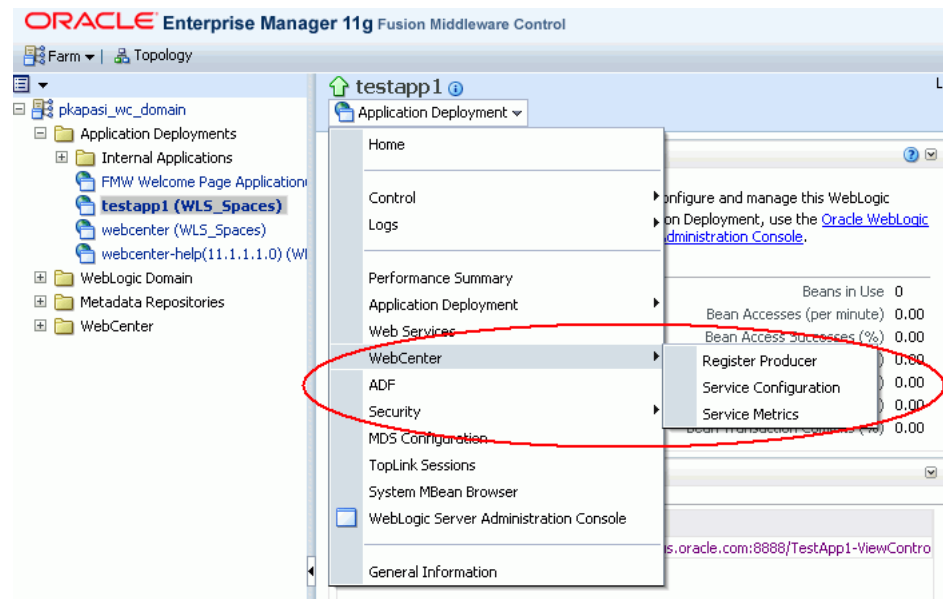 ORACLE Enterprise Manager 11g Fusion Middleware Control
Farm Topology
testapp1
Application Deployment
pkapasi_wc_domain
Application Deployments
Internal Applications
FMW Welcome Page Application
testapp1 (WLS_Spaces)
webcenter (WLS_Spaces)
webcenter-help(11.1.1.1.0) (Wl
WebLogic Domain
Metadata Repositories
WebCenter
Home
Control
Logs
Performance Summary
Application Deployment
Web Services
WebCenter
ADF
Security
MDS Configuration
TopLink Sessions
System MBean Browser
WebLogic Server Administration Console
General Information
Register Producer
Service Configuration
Service Metrics
onfigure and manage this WebLogic
on Deployment, use the Oracle WebLogic
dministration Console.
Beans in Use 0
Bean Accesses (per minute) 0.00
Bean Access Successes (%) 0.00
) 0.00
) 0.00
) 0.00
Bean Transaction Commits (%) 0.00
s.oracle.com:8888/TestApp1-ViewContro